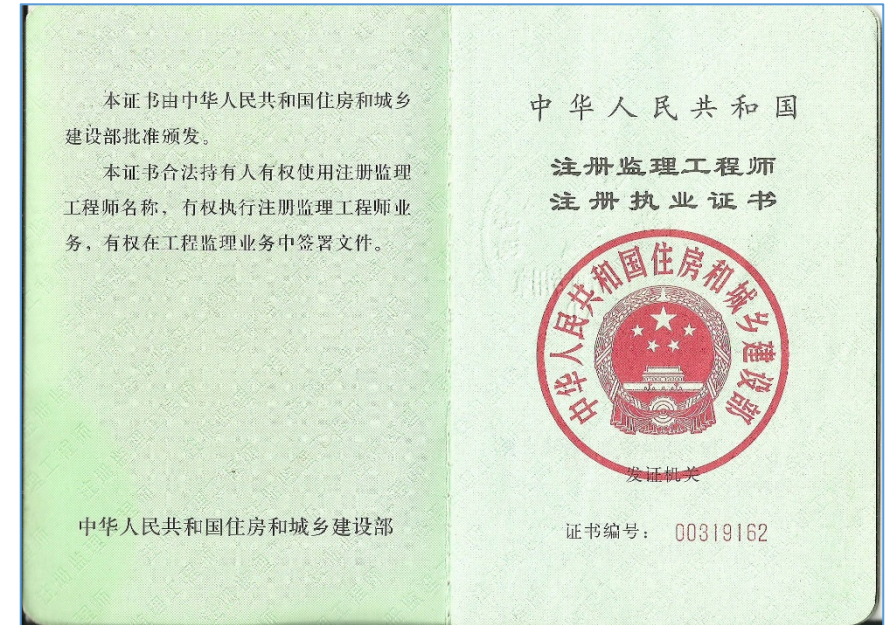 本证书由中华人民共和国住房和城乡
建设部批准颁发。
本证书合法持有人有权使用注册监理
工程师名称，有权执行注册监理工程师业
务，有权在工程监理业务中签署文件。
中华人民共和国住房和城乡建设部
中华人民共和国
注册监理工程师
注册执业证书
中华人民共和国住房和城乡建设部
发证机关
证书编号： 00319162